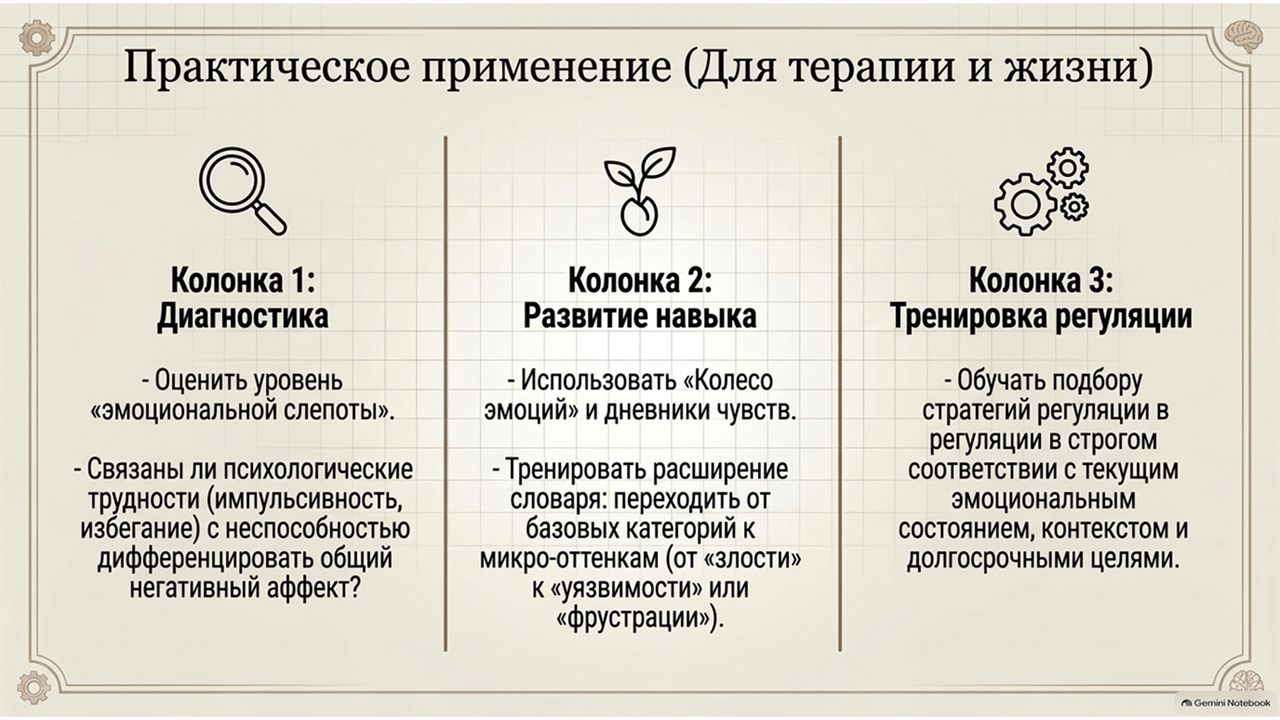 Практическое применение (Для терапии и жизни)
Колонка 1:
Диагностика
- Оценить уровень
«эмоциональной слепоты».
- Связаны ли психологические
трудности (импульсивность,
избегание) с неспособностью
дифференцировать общий
негативный аффект?
Колонка 2:
Развитие навыка
- Использовать «Колесо
эмоций» и дневники чувств.
- Тренировать расширение
словаря: переходить от
базовых категорий к
микро-оттенкам (от «злости»
к «уязвимости» или
«фрустрации»).
Колонка 3:
Тренировка регуляции
- Обучать подбору
стратегий регуляции в
регуляции в строгом
соответствии с текущим
эмоциональным
состоянием, контекстом и
долгосрочными целями.
Gemini Notebook